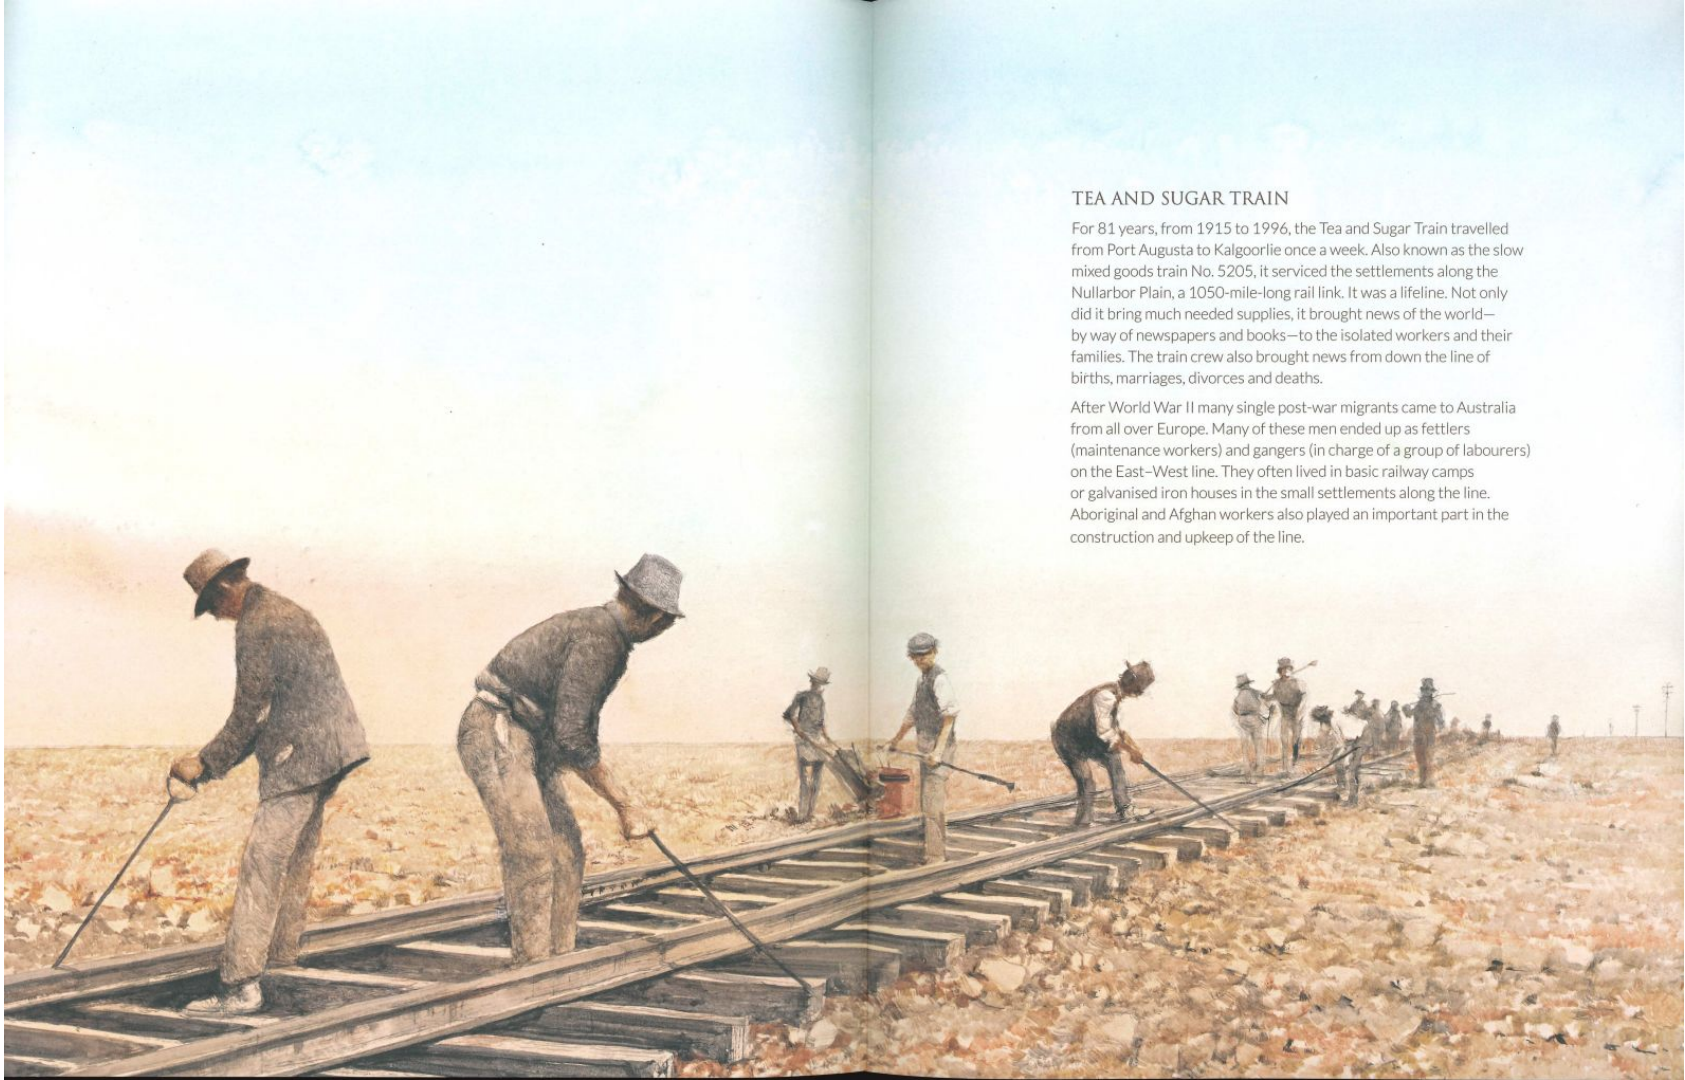 TEA AND SUGAR TRAIN
For 81 years, from 1915 to 1996, the Tea and Sugar Train travelled
from Port Augusta to Kalgoorlie once a week. Also known as the slow
mixed goods train No. 5205, it serviced the settlements along the
Nullarbor Plain, a 1050-mile-long rail link. It was a lifeline. Not only
did it bring much needed supplies, it brought news of the world—
by way of newspapers and books—to the isolated workers and their
families. The train crew also brought news from down the line of
births, marriages, divorces and deaths.
After World War II many single post-war migrants came to Australia
from all over Europe. Many of these men ended up as fettlers
(maintenance workers) and gangers (in charge of a group of labourers)
on the East–West line. They often lived in basic railway camps
or galvanised iron houses in the small settlements along the line.
Aboriginal and Afghan workers also played an important part in the
construction and upkeep of the line.